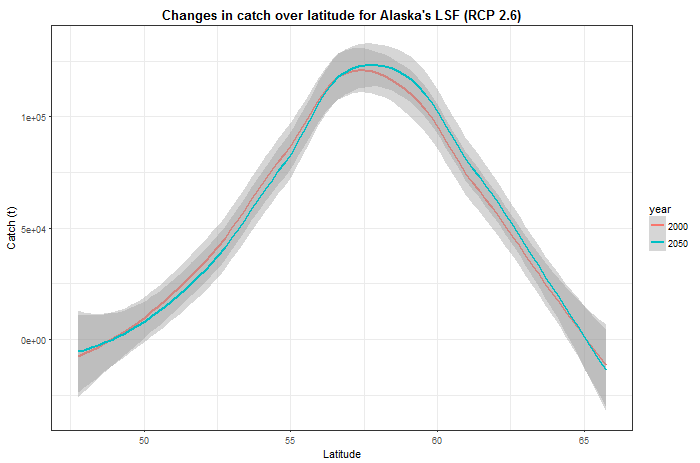 Changes in catch over latitude for Alaska's LSF (RCP 2.6)
1e+05
5e+04
0e+00
Catch (t)
50
55
60
65
Latitude
year
2000
2050